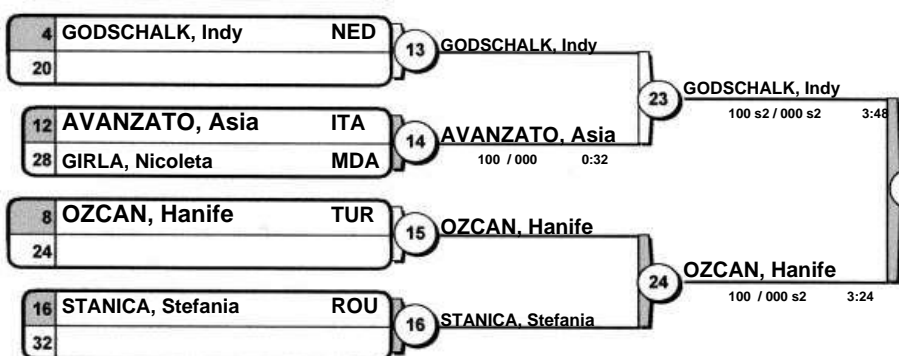 4 GODSCHALK, Indy NED
20
13 GODSCHALK, Indy
12 AVANZATO, Asia ITA
28 GIRLA, Nicoleta MDA
14 AVANZATO, Asia
100 / 000 0:32
23 GODSCHALK, Indy
100 s2 / 000 s2 3:48
8 OZCAN, Hanife TUR
24
15 OZCAN, Hanife
16 STANICA, Stefania ROU
32
16 STANICA, Stefania
24 OZCAN, Hanife
100 / 000 s2 3:24